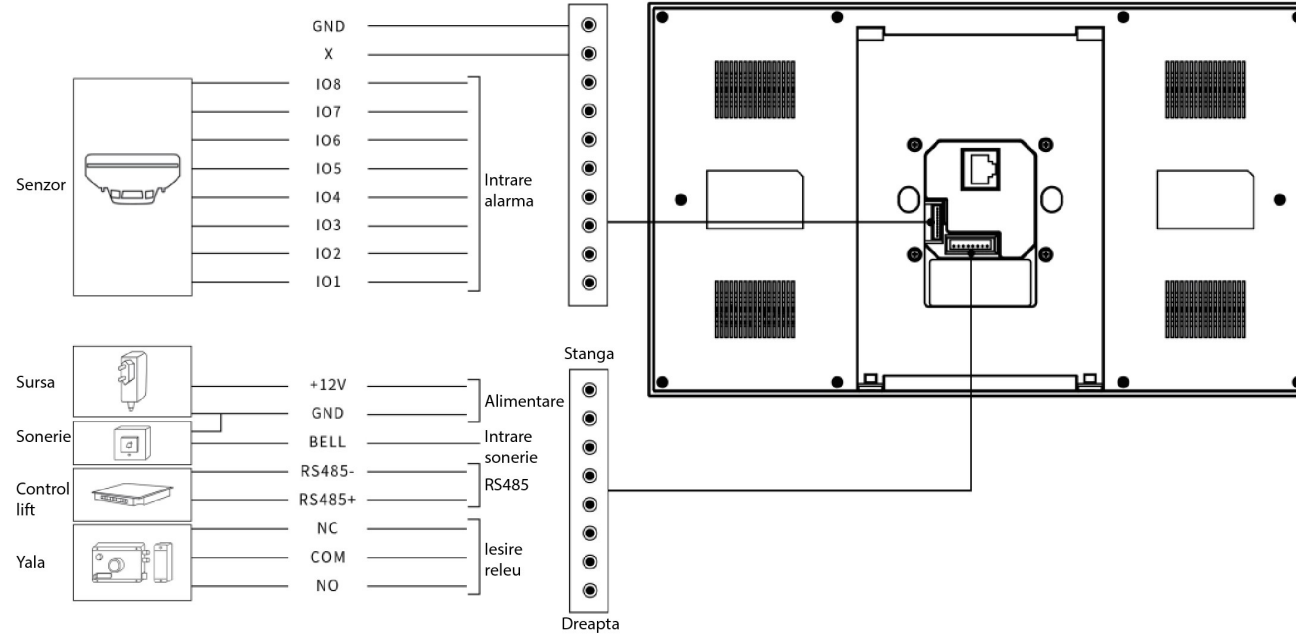 GND
X
IO8
IO7
IO6
IO5
IO4
IO3
IO2
IO1
Senzor
Intrare
alarma
Stanga
Sursa
+12V
GND
Alimentare
Sonerie
BELL
Intrare
sonerie
Control
lift
RS485-
RS485+
RS485
Yala
NC
COM
NO
Iesire
releu
Dreapta